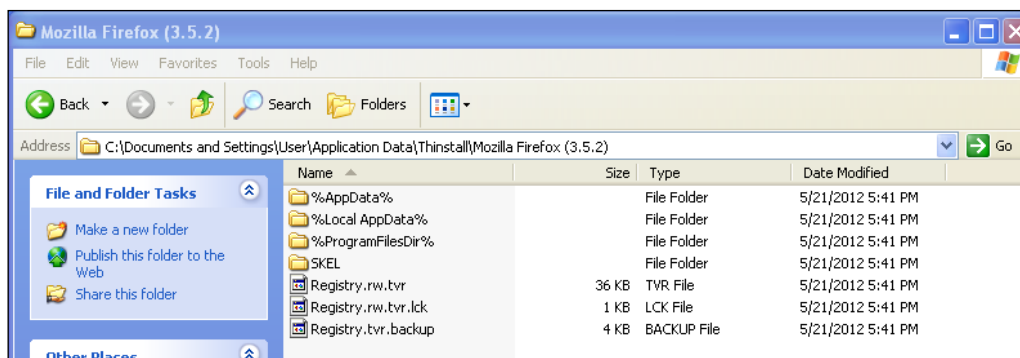 Mozilla Firefox (3.5.2)
File Edit View Favorites Tools Help
Back Search Folders
Address C:\Documents and Settings\User\Application Data\Thinstall\Mozilla Firefox (3.5.2) Go
File and Folder Tasks
Make a new folder
Publish this folder to the
Web
Share this folder
Other Places
Name Size Type Date Modified
%AppData% File Folder 5/21/2012 5:41 PM
%Local AppData% File Folder 5/21/2012 5:41 PM
%ProgramFilesDir% File Folder 5/21/2012 5:41 PM
SKEL File Folder 5/21/2012 5:41 PM
Registry.rw.tvr 36 KB TVR File 5/21/2012 5:41 PM
Registry.rw.tvr.lck 1 KB LCK File 5/21/2012 5:41 PM
Registry.tvr.backup 4 KB BACKUP File 5/21/2012 5:41 PM